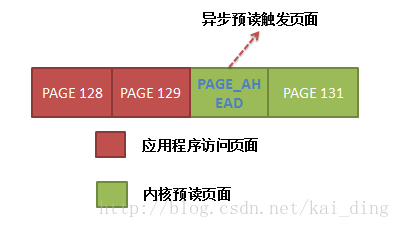 异步预读触发页面
PAGE 128
PAGE 129
PAGE_AH
EAD
PAGE 131
应用程序访问页面
内核预读页面
http://blog.csdn.net/kai_ding